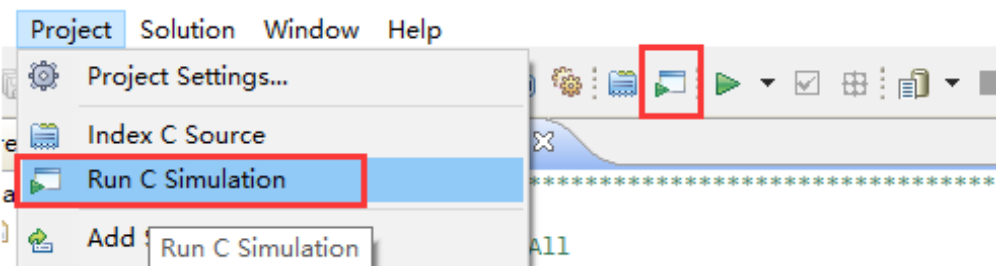 Project Solution Window Help
Project Settings...
Index C Source
Run C Simulation
********************************
Add
Run C Simulation
All